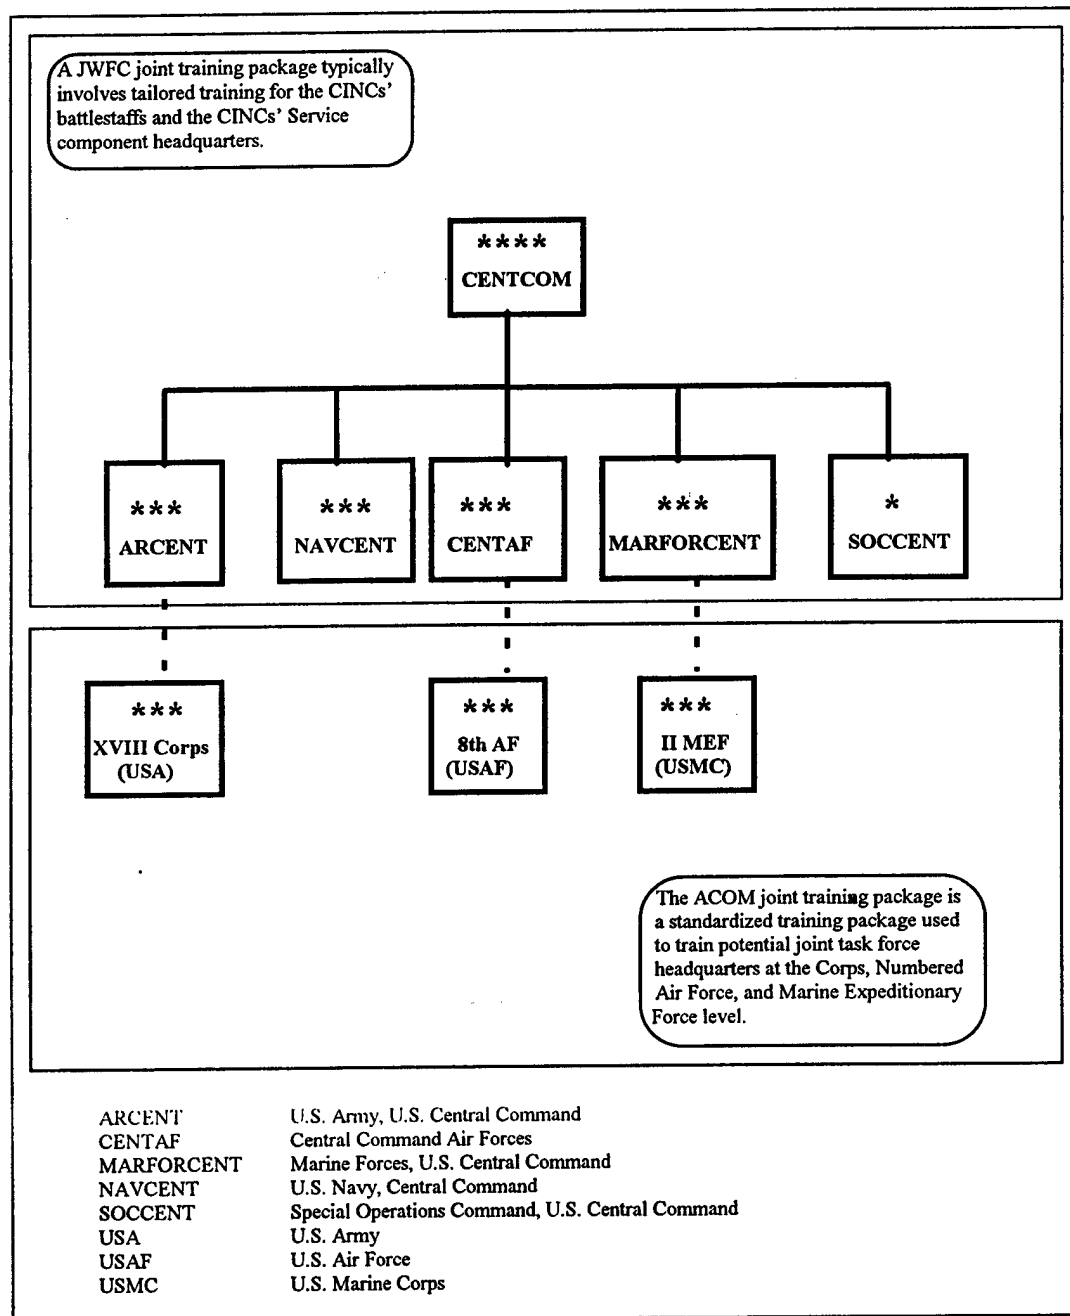 A JWFC joint training package typically
involves tailored training for the CINCs'
battlestaffs and the CINCs' Service
component headquarters.
****
CENTCOM
***
ARCENT
***
NAVCENT
***
CENTAF
***
MARFORCENT
*
SOCCENT
***
XVIII Corps
(USA)
***
8th AF
(USAF)
***
II MEF
(USMC)
The ACOM joint training package is
a standardized training package used
to train potential joint task force
headquarters at the Corps, Numbered
Air Force, and Marine Expeditionary
Force level.
ARCENT U.S. Army, U.S. Central Command
CENTAF Central Command Air Forces
MARFORCENT Marine Forces, U.S. Central Command
NAVCENT U.S. Navy, Central Command
SOCCENT Special Operations Command, U.S. Central Command
USA U.S. Army
USAF U.S. Air Force
USMC U.S. Marine Corps